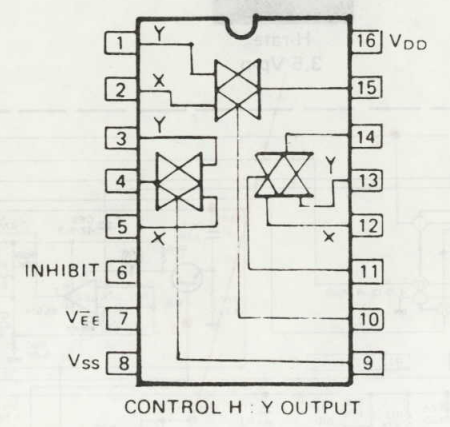 1 Y 16 VDD
2 X 15
3 Y 14
4 Y 13
5 X 12
X
INHIBIT 6 11
VEE 7 10
VSS 8 9
CONTROL H : Y OUTPUT